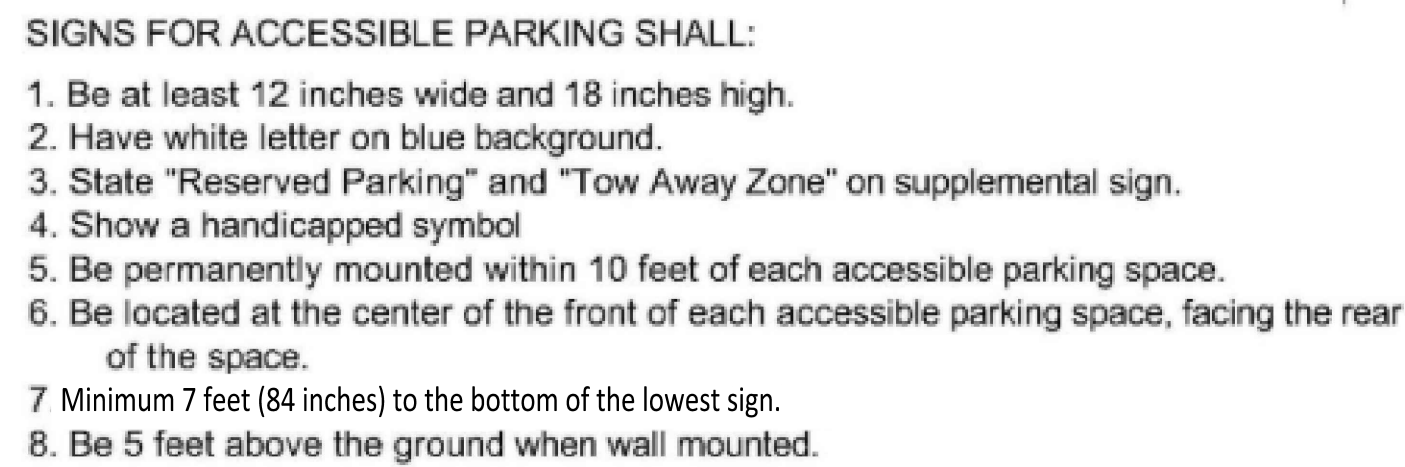 SIGNS FOR ACCESSIBLE PARKING SHALL:
1. Be at least 12 inches wide and 18 inches high.
2. Have white letter on blue background.
3. State "Reserved Parking" and "Tow Away Zone" on supplemental sign.
4. Show a handicapped symbol
5. Be permanently mounted within 10 feet of each accessible parking space.
6. Be located at the center of the front of each accessible parking space, facing the rear
of the space.
7 Minimum 7 feet (84 inches) to the bottom of the lowest sign.
8. Be 5 feet above the ground when wall mounted.